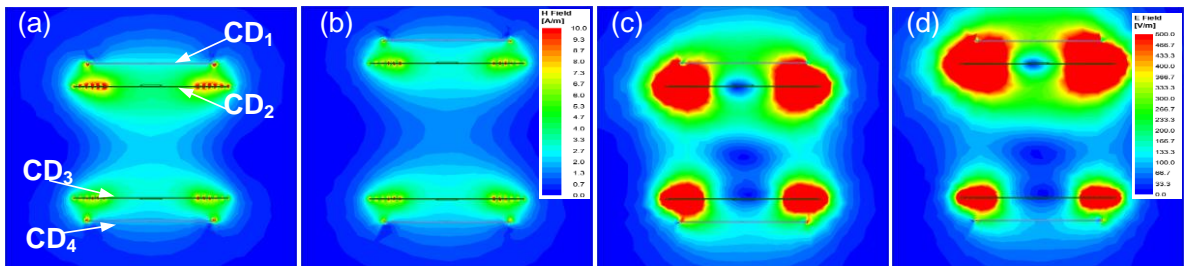 (a)
CD1
CD2
CD3
CD4
(b)
H Field
[A/m]
10.0
9.3
8.7
8.0
7.3
6.7
6.0
5.3
4.7
4.0
3.3
2.7
2.0
1.3
0.7
0.0
(c)
(d)
E Field
[V/m]
500.0
466.7
433.3
400.0
366.7
333.3
300.0
266.7
233.3
200.0
166.7
133.3
100.0
66.7
33.3
0.0